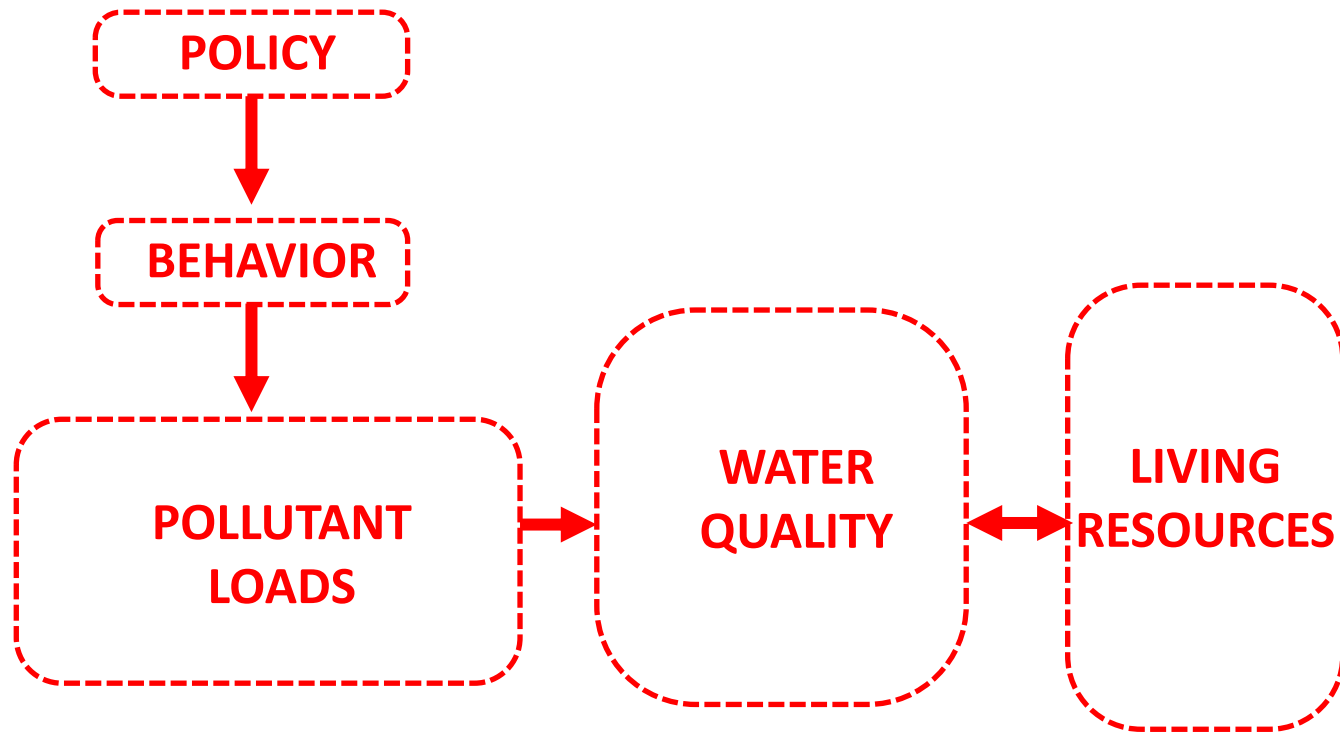 POLICY
BEHAVIOR
POLLUTANT
LOADS
WATER
QUALITY
LIVING
RESOURCES